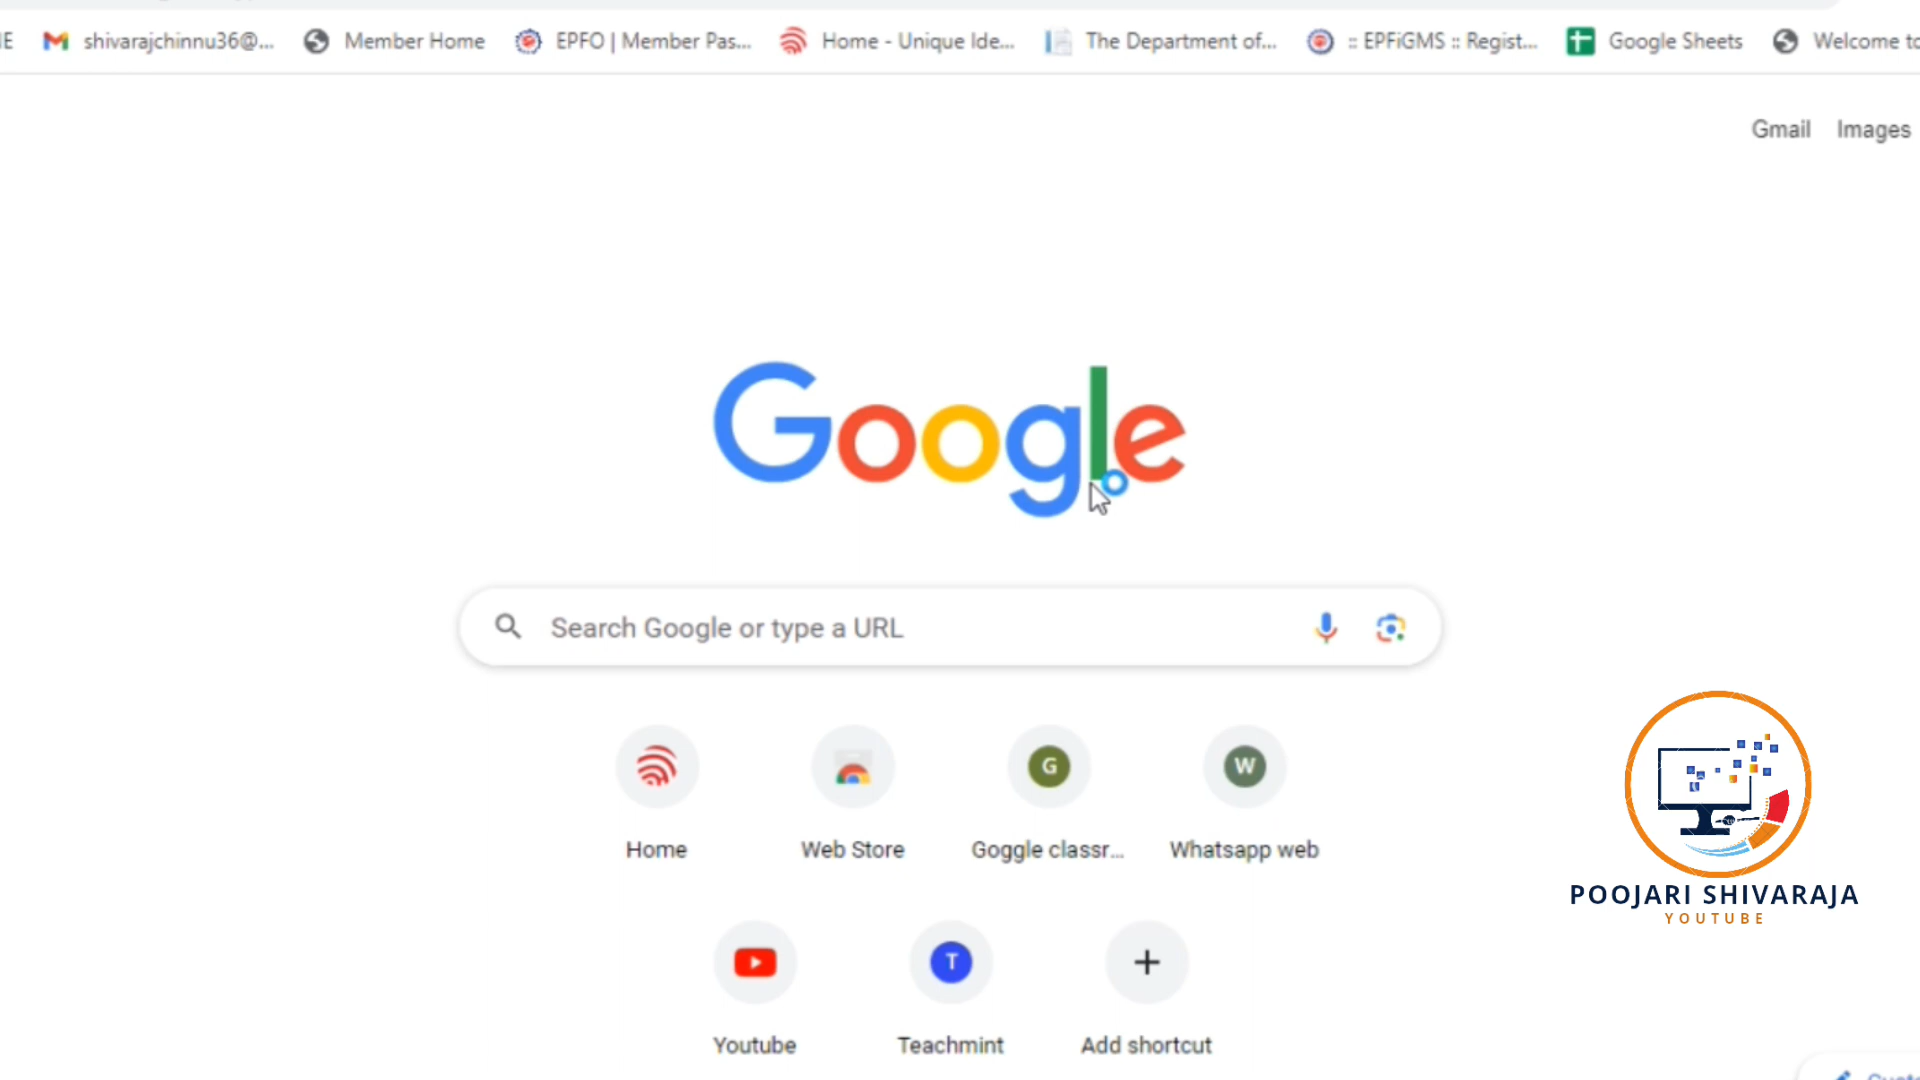 E shivarajchinnu36@... Member Home EPFO | Member Pas... Home - Unique Ide... The Department of... :: EPFiGMS :: Regist... Google Sheets Welcome to
Gmail Images
Google
Search Google or type a URL
Home Web Store Goggle classr... Whatsapp web
G W
POOJARI SHIVARAJA
YOUTUBE
T
Youtube Teachmint Add shortcut